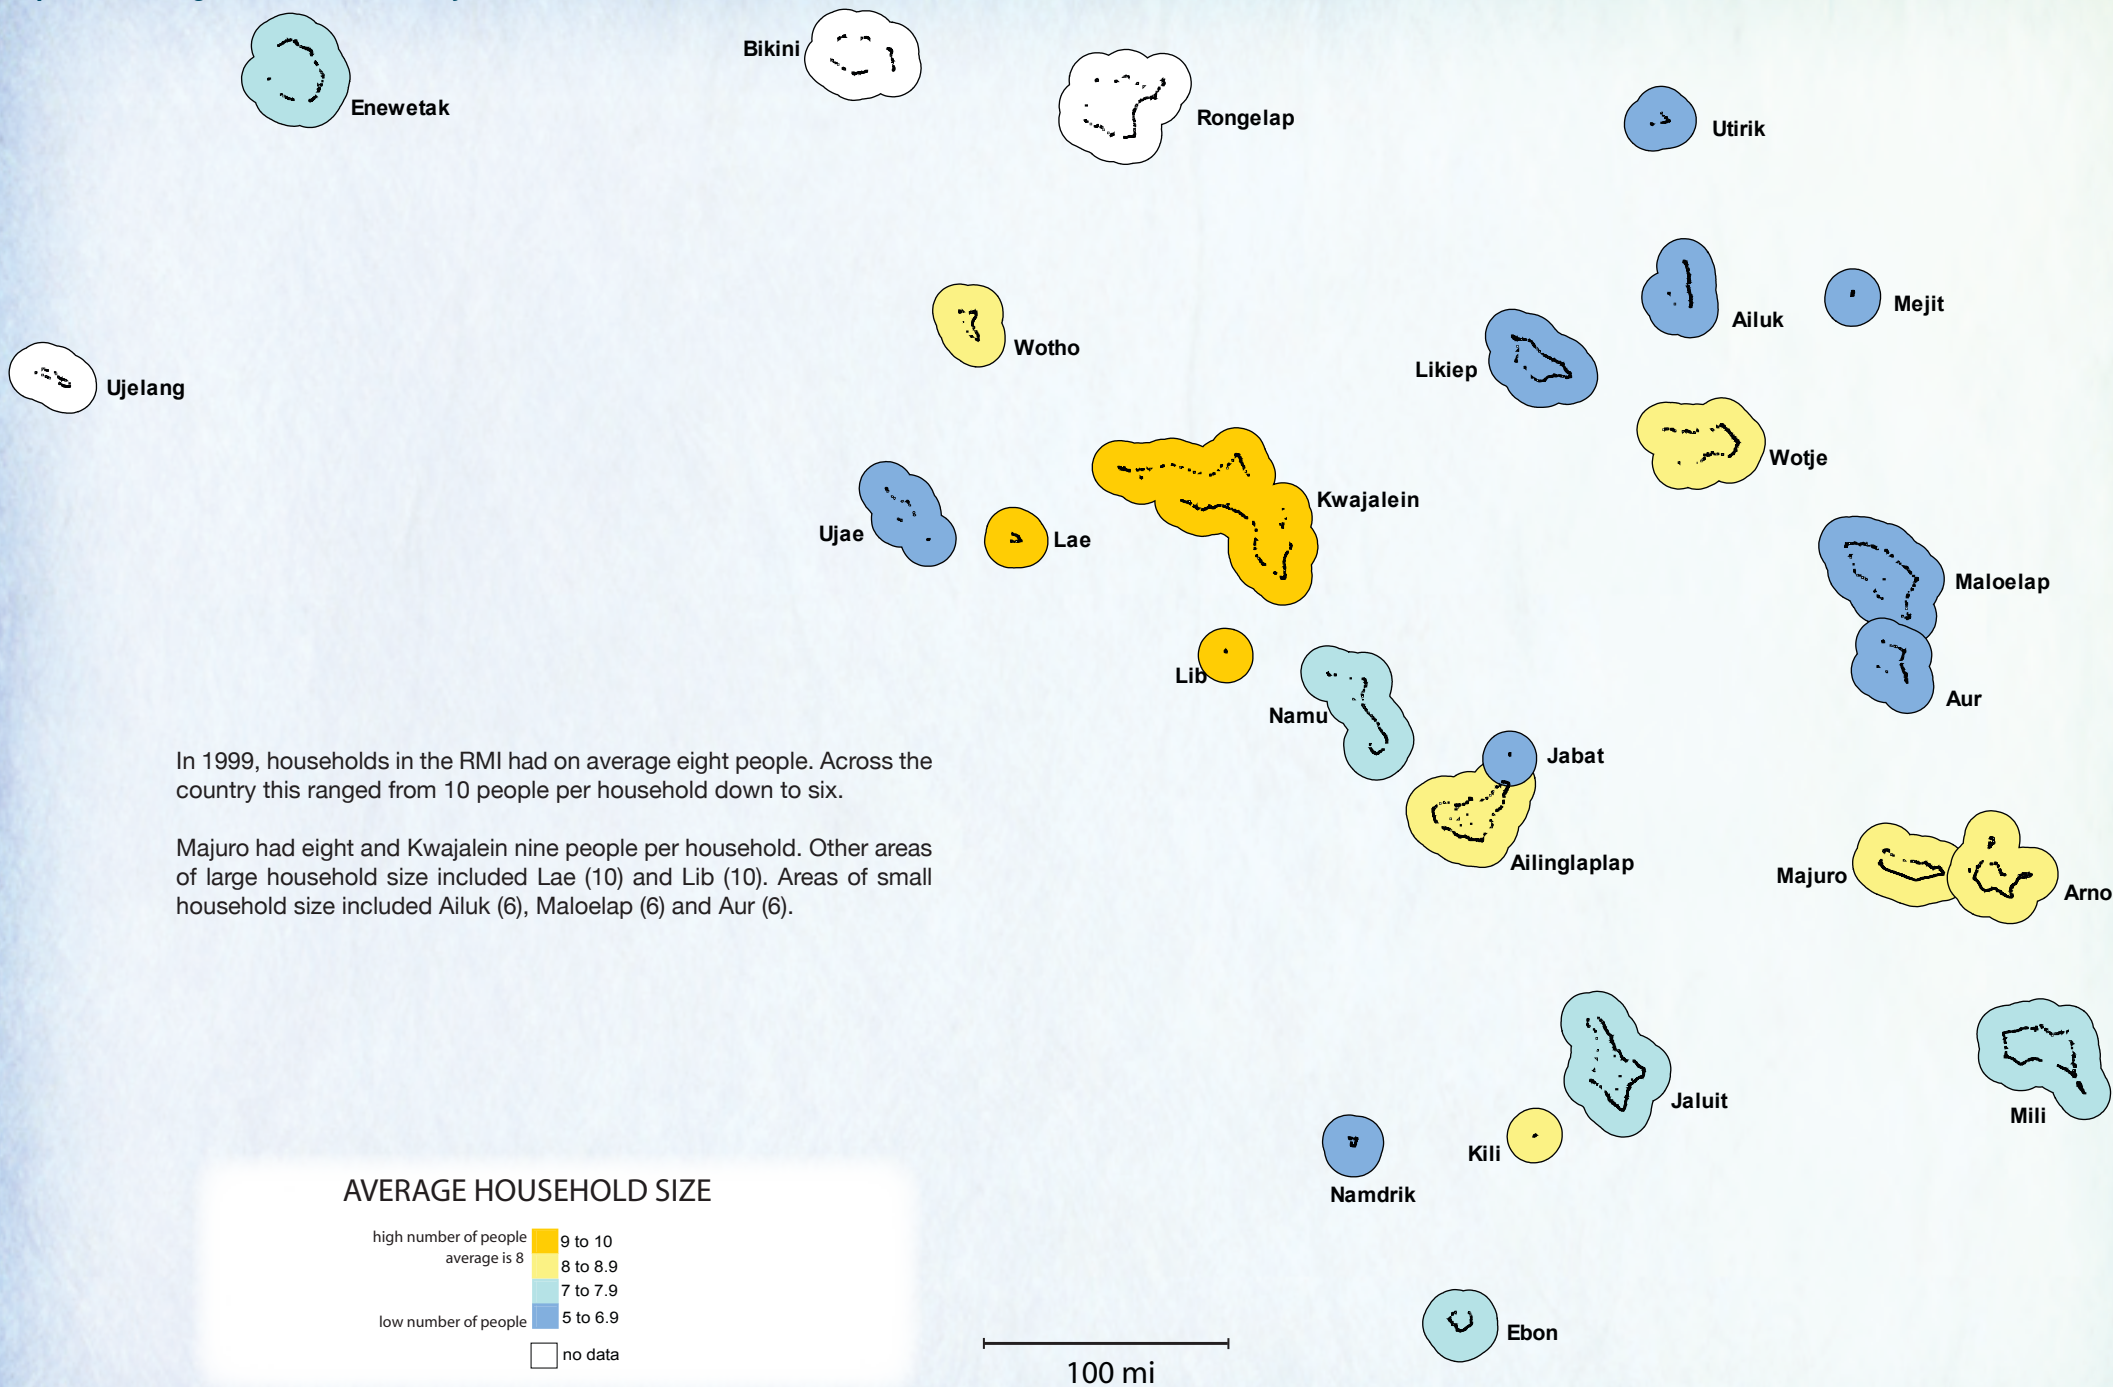 Bikini
Enewetak
Rongelap
Utirik
Mejit
Ailuk
Wotho
Likiep
Ujelang
Wotje
Kwajalein
Ujae
Lae
Maloelap
Lib
Aur
Namu
Jabat
In 1999, households in the RMI had on average eight people. Across the
country this ranged from 10 people per household down to six.
Majuro had eight and Kwajalein nine people per household. Other areas
of large household size included Lae (10) and Lib (10). Areas of small
household size included Ailuk (6), Maloelap (6) and Aur (6).
Ailinglaplap
Majuro
Arno
Jaluit
Mili
Kili
Namdrik
AVERAGE HOUSEHOLD SIZE
high number of people
9 to 10
average is 8
8 to 8.9
7 to 7.9
low number of people
5 to 6.9
no data
Ebon
100 mi